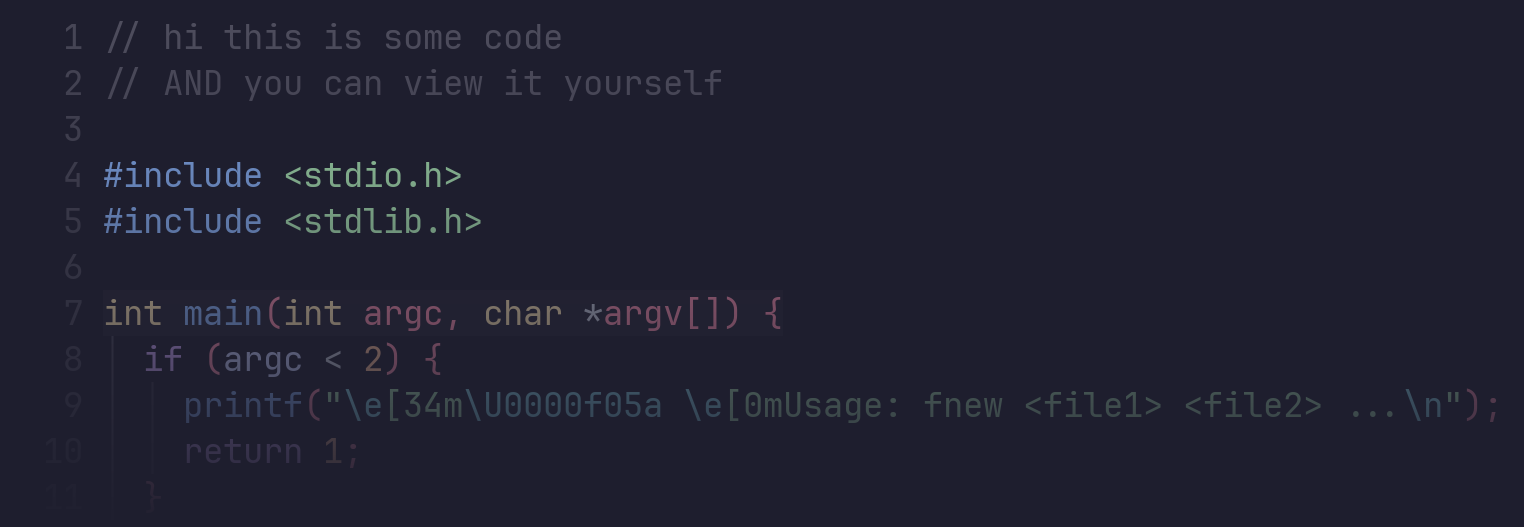 1 // hi this is some code
2 // AND you can view it yourself
3
4 #include <stdio.h>
5 #include <stdlib.h>
6
7 int main(int argc, char *argv[]) {
8   if (argc < 2) {
9     printf("\e[34m\U0000f05a \e[0mUsage: fnew <file1> <file2> ...\n");
10     return 1;
11   }